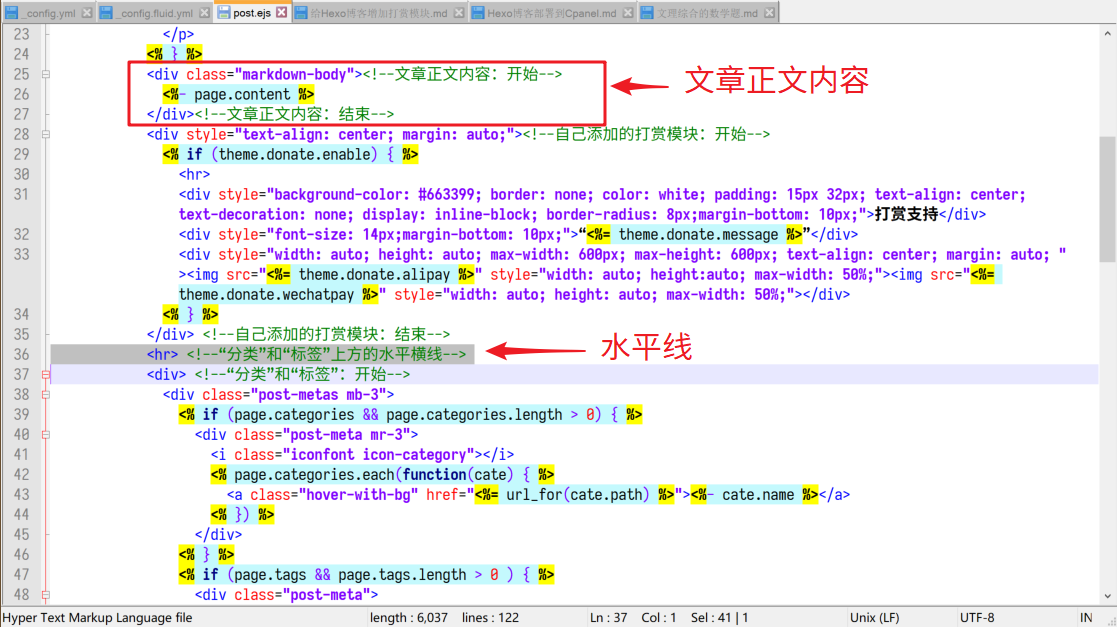 _config.yml _config.fluid.yml post.ejs 给Hexo博客增加打赏模块.md Hexo博客部署到Cpanel.md 文理综合的数学题.md
23 </p>
24 <% } %>
25 <div class="markdown-body"><!--文章正文内容：开始-->
文章正文内容
26 <%- page.content %>
27 </div><!--文章正文内容：结束-->
28 <div style="text-align: center; margin: auto;"><!--自己添加的打赏模块：开始-->
29 <% if (theme.donate.enable) { %>
30 <hr>
31 <div style="background-color: #663399; border: none; color: white; padding: 15px 32px; text-align: center;
text-decoration: none; display: inline-block; border-radius: 8px;margin-bottom: 10px;">打赏支持</div>
32 <div style="font-size: 14px;margin-bottom: 10px;">“<%= theme.donate.message %>”</div>
33 <div style="width: auto; height: auto; max-width: 600px; max-height: 600px; text-align: center; margin: auto; "
><img src="<%= theme.donate.alipay %>" style="width: auto; height:auto; max-width: 50%;"><img src="<%=
theme.donate.wechatpay %>" style="width: auto; height: auto; max-width: 50%;"></div>
34 <% } %>
35 </div> <!--自己添加的打赏模块：结束-->
36 <hr> <!--“分类”和“标签”上方的水平横线-->
水平线
37 <div> <!--“分类”和“标签”：开始-->
38 <div class="post-metas mb-3">
39 <% if (page.categories && page.categories.length > 0) { %>
40 <div class="post-meta mr-3">
41 <i class="iconfont icon-category"></i>
42 <% page.categories.each(function(cate) { %>
43 <a class="hover-with-bg" href="<%= url_for(cate.path) %>"><%- cate.name %></a>
44 <% }) %>
45 </div>
46 <% } %>
47 <% if (page.tags && page.tags.length > 0 ) { %>
48 <div class="post-meta">
Hyper Text Markup Language file length : 6,037 lines : 122 Ln : 37 Col : 1 Sel : 41 | 1 Unix (LF) UTF-8 IN